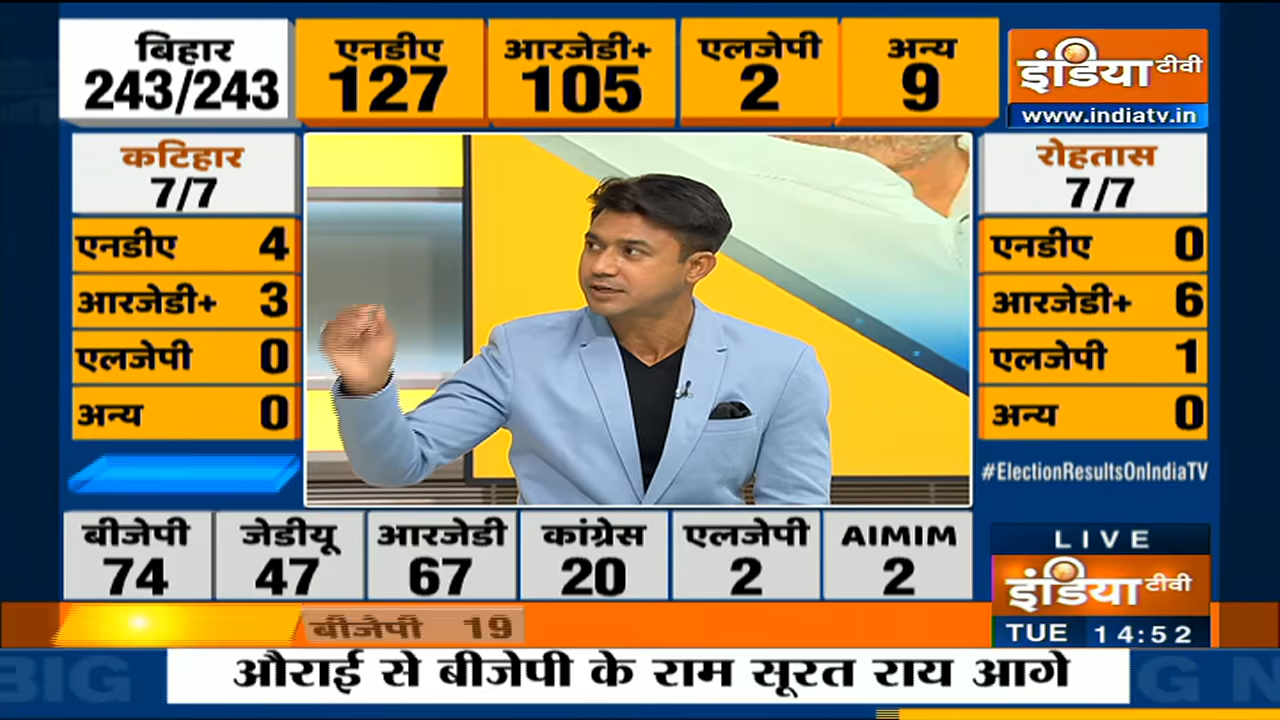 बिहार
243/243
एनडीए
127
आरजेडी+
105
एलजेपी
2
अन्य
9
इंडिया टीवी
www.indiatv.in
कटिहार
7/7
एनडीए 4
आरजेडी+ 3
एलजेपी 0
अन्य 0
रोहतास
7/7
एनडीए 0
आरजेडी+ 6
एलजेपी 1
अन्य 0
#ElectionResultsOnIndiaTV
बीजेपी
74
जेडीयू
47
आरजेडी
67
कांग्रेस
20
एलजेपी
2
AIMIM
2
LIVE
इंडिया टीवी
TUE 14:52
बीजेपी 19
BIG
औराई से बीजेपी के राम सूरत राय आगे
G N